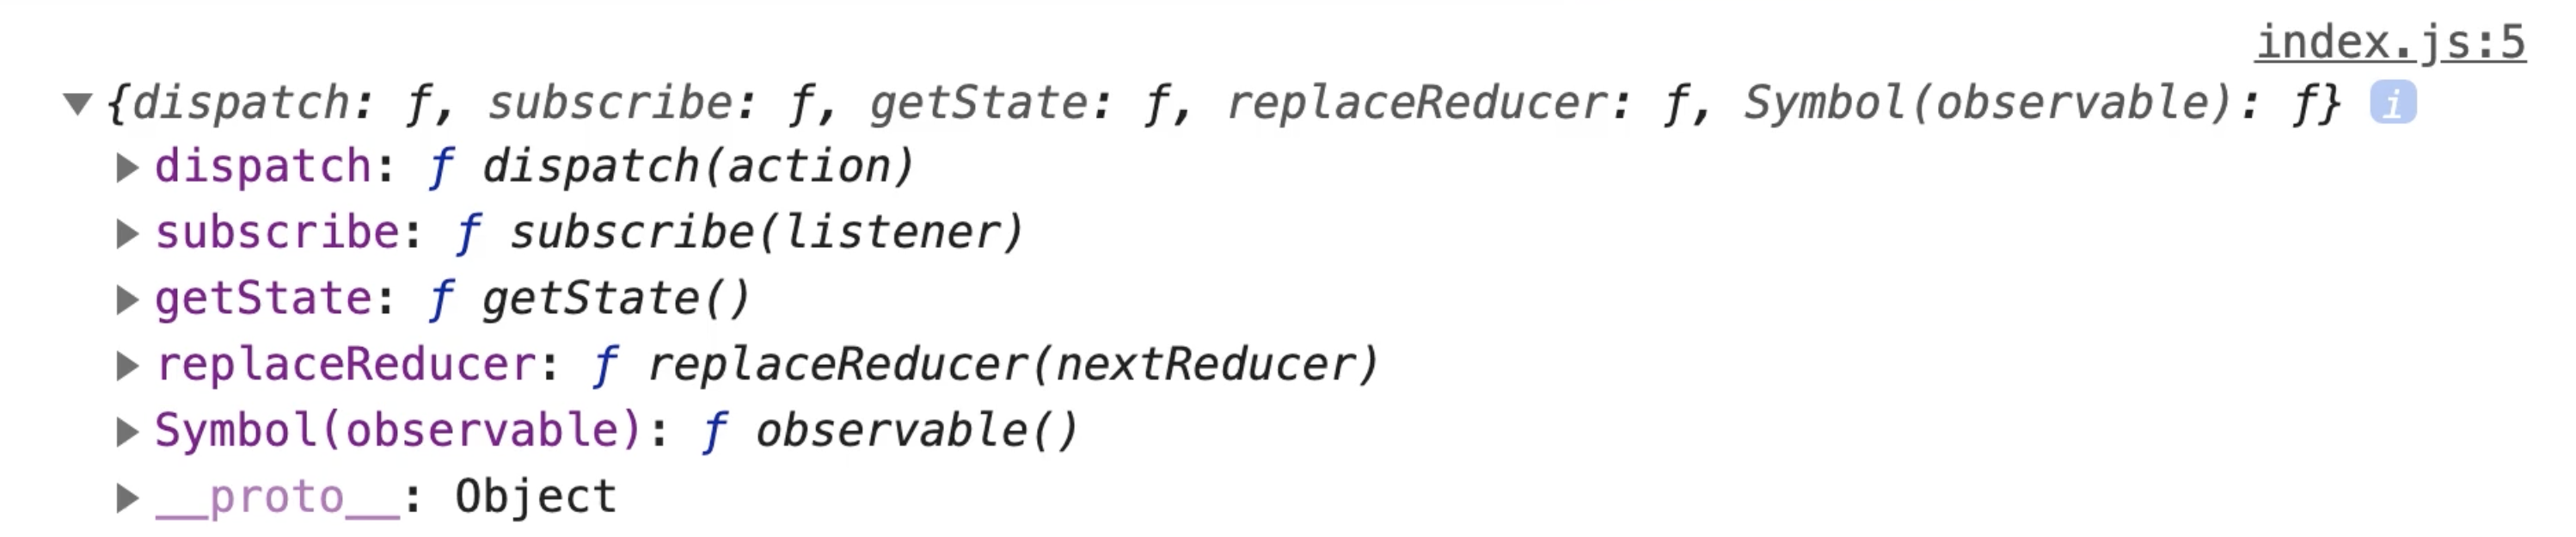 index.js:5
▼ {dispatch: ƒ, subscribe: ƒ, getState: ƒ, replaceReducer: ƒ, Symbol(observable): ƒ} i
▶ dispatch: ƒ dispatch(action)
▶ subscribe: ƒ subscribe(listener)
▶ getState: ƒ getState()
▶ replaceReducer: ƒ replaceReducer(nextReducer)
▶ Symbol(observable): ƒ observable()
▶ __proto__: Object